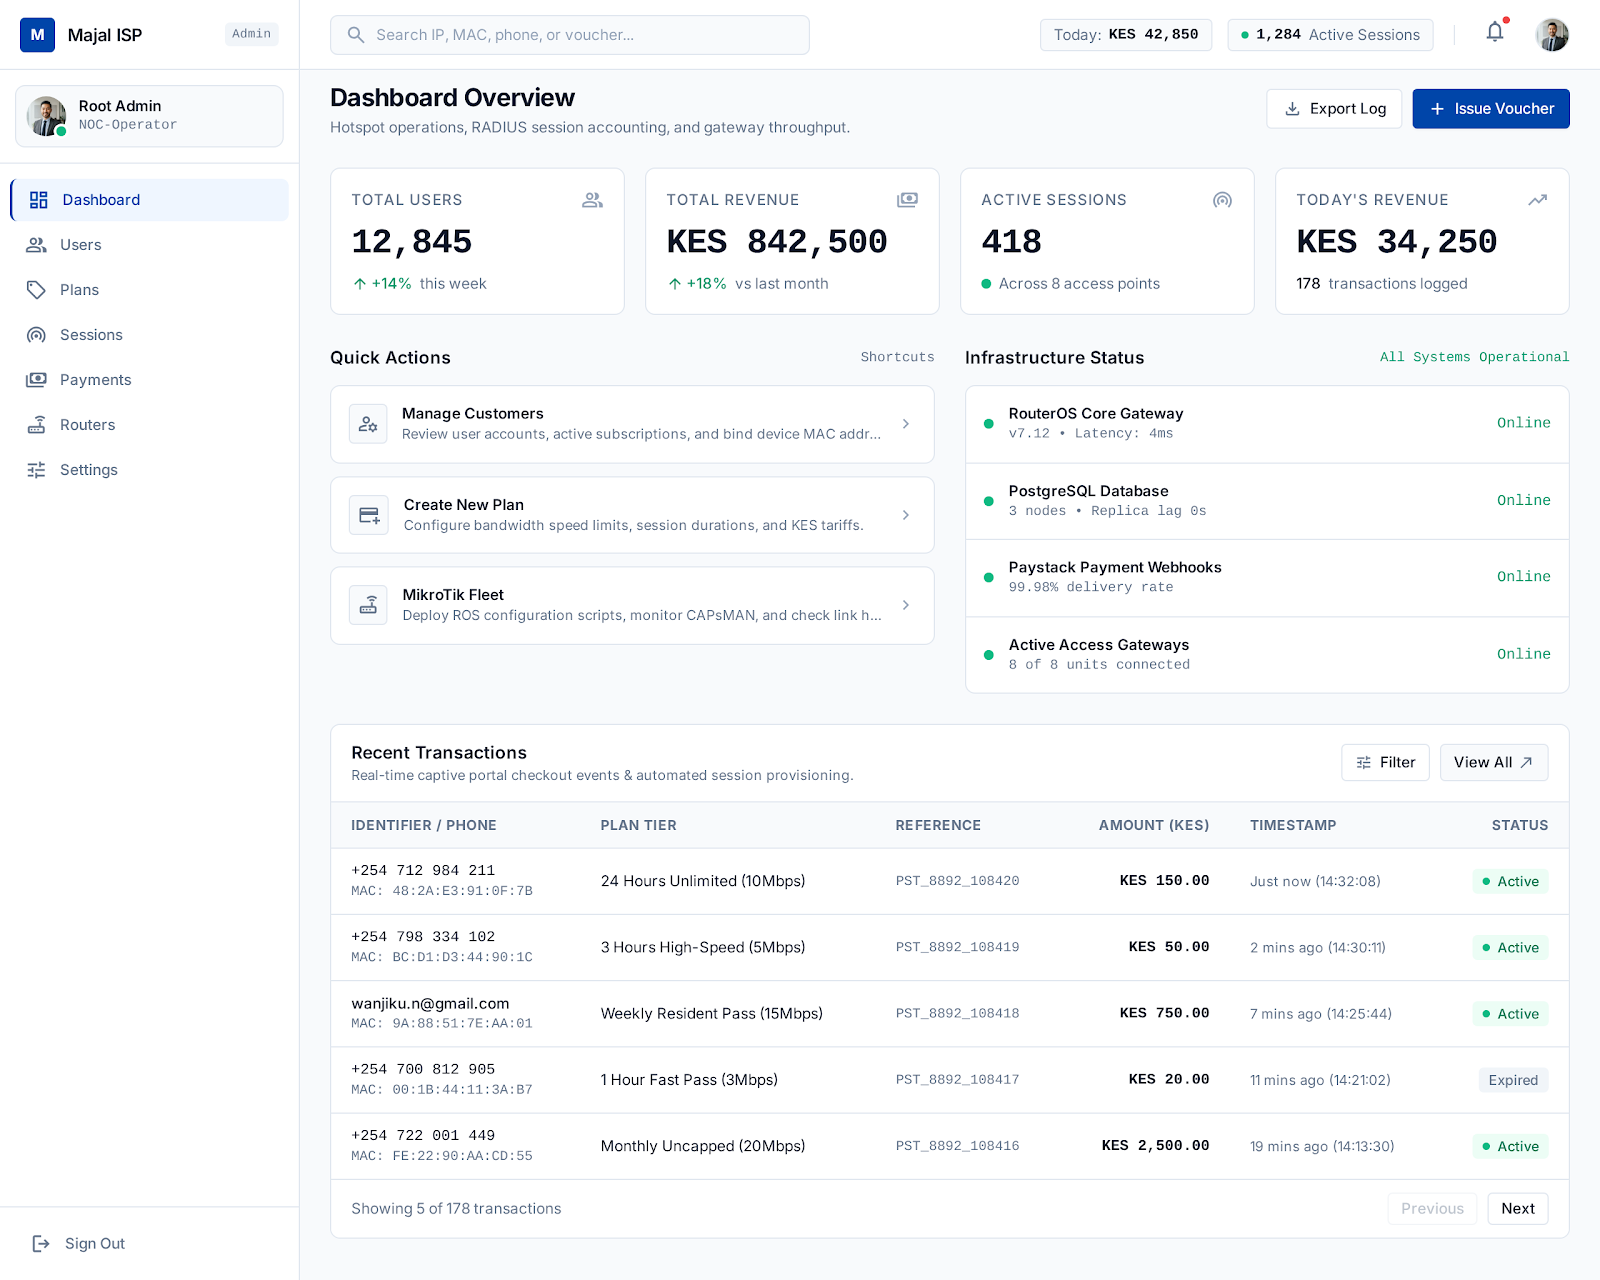 M Majal ISP Admin
Search IP, MAC, phone, or voucher...
Today: KES 42,850
1,284 Active Sessions
Root Admin
NOC-Operator
Dashboard
Users
Plans
Sessions
Payments
Routers
Settings
Sign Out
Dashboard Overview
Hotspot operations, RADIUS session accounting, and gateway throughput.
Export Log
Issue Voucher
TOTAL USERS
12,845
+14% this week
TOTAL REVENUE
KES 842,500
+18% vs last month
ACTIVE SESSIONS
418
Across 8 access points
TODAY'S REVENUE
KES 34,250
178 transactions logged
Quick Actions Shortcuts
Manage Customers
Review user accounts, active subscriptions, and bind device MAC addr...
Create New Plan
Configure bandwidth speed limits, session durations, and KES tariffs.
MikroTik Fleet
Deploy ROS configuration scripts, monitor CAPsMAN, and check link h...
Infrastructure Status All Systems Operational
RouterOS Core Gateway
v7.12 • Latency: 4ms
Online
PostgreSQL Database
3 nodes • Replica lag 0s
Online
Paystack Payment Webhooks
99.98% delivery rate
Online
Active Access Gateways
8 of 8 units connected
Online
Recent Transactions
Real-time captive portal checkout events & automated session provisioning.
Filter
View All
IDENTIFIER / PHONE PLAN TIER REFERENCE AMOUNT (KES) TIMESTAMP STATUS
+254 712 984 211
MAC: 48:2A:E3:91:0F:7B
24 Hours Unlimited (10Mbps) PST_8892_108420 KES 150.00 Just now (14:32:08) Active
+254 798 334 102
MAC: BC:D1:D3:44:90:1C
3 Hours High-Speed (5Mbps) PST_8892_108419 KES 50.00 2 mins ago (14:30:11) Active
wanjiku.n@gmail.com
MAC: 9A:88:51:7E:AA:01
Weekly Resident Pass (15Mbps) PST_8892_108418 KES 750.00 7 mins ago (14:25:44) Active
+254 700 812 905
MAC: 00:1B:44:11:3A:B7
1 Hour Fast Pass (3Mbps) PST_8892_108417 KES 20.00 11 mins ago (14:21:02) Expired
+254 722 001 449
MAC: FE:22:90:AA:CD:55
Monthly Uncapped (20Mbps) PST_8892_108416 KES 2,500.00 19 mins ago (14:13:30) Active
Showing 5 of 178 transactions
Previous
Next